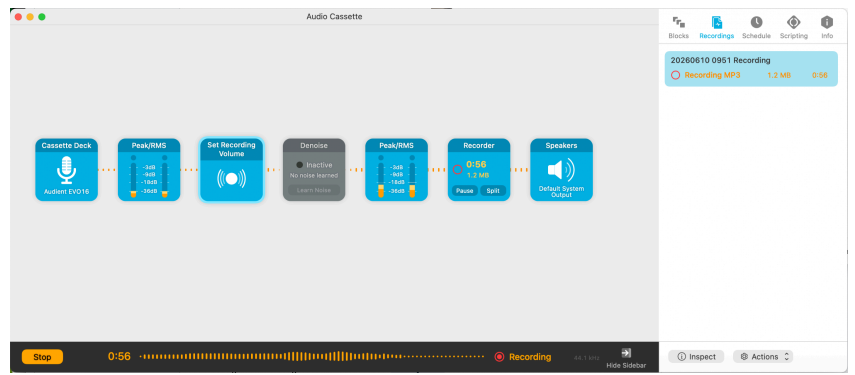 Audio Cassette
Blocks
Recordings
Schedule
Scripting
Info
20260610 0951 Recording
Recording MP3 1.2 MB 0:56
Cassette Deck
Audient EVO16
Peak/RMS
-3dB
-9dB
-18dB
-36dB
Set Recording
Volume
Denoise
Inactive
No noise learned
Learn Noise
Peak/RMS
-3dB
-9dB
-18dB
-36dB
Recorder
0:56
1.2 MB
Pause Split
Speakers
Default System
Output
Stop
0:56
Recording
44.1 kHz
Hide Sidebar
Inspect
Actions